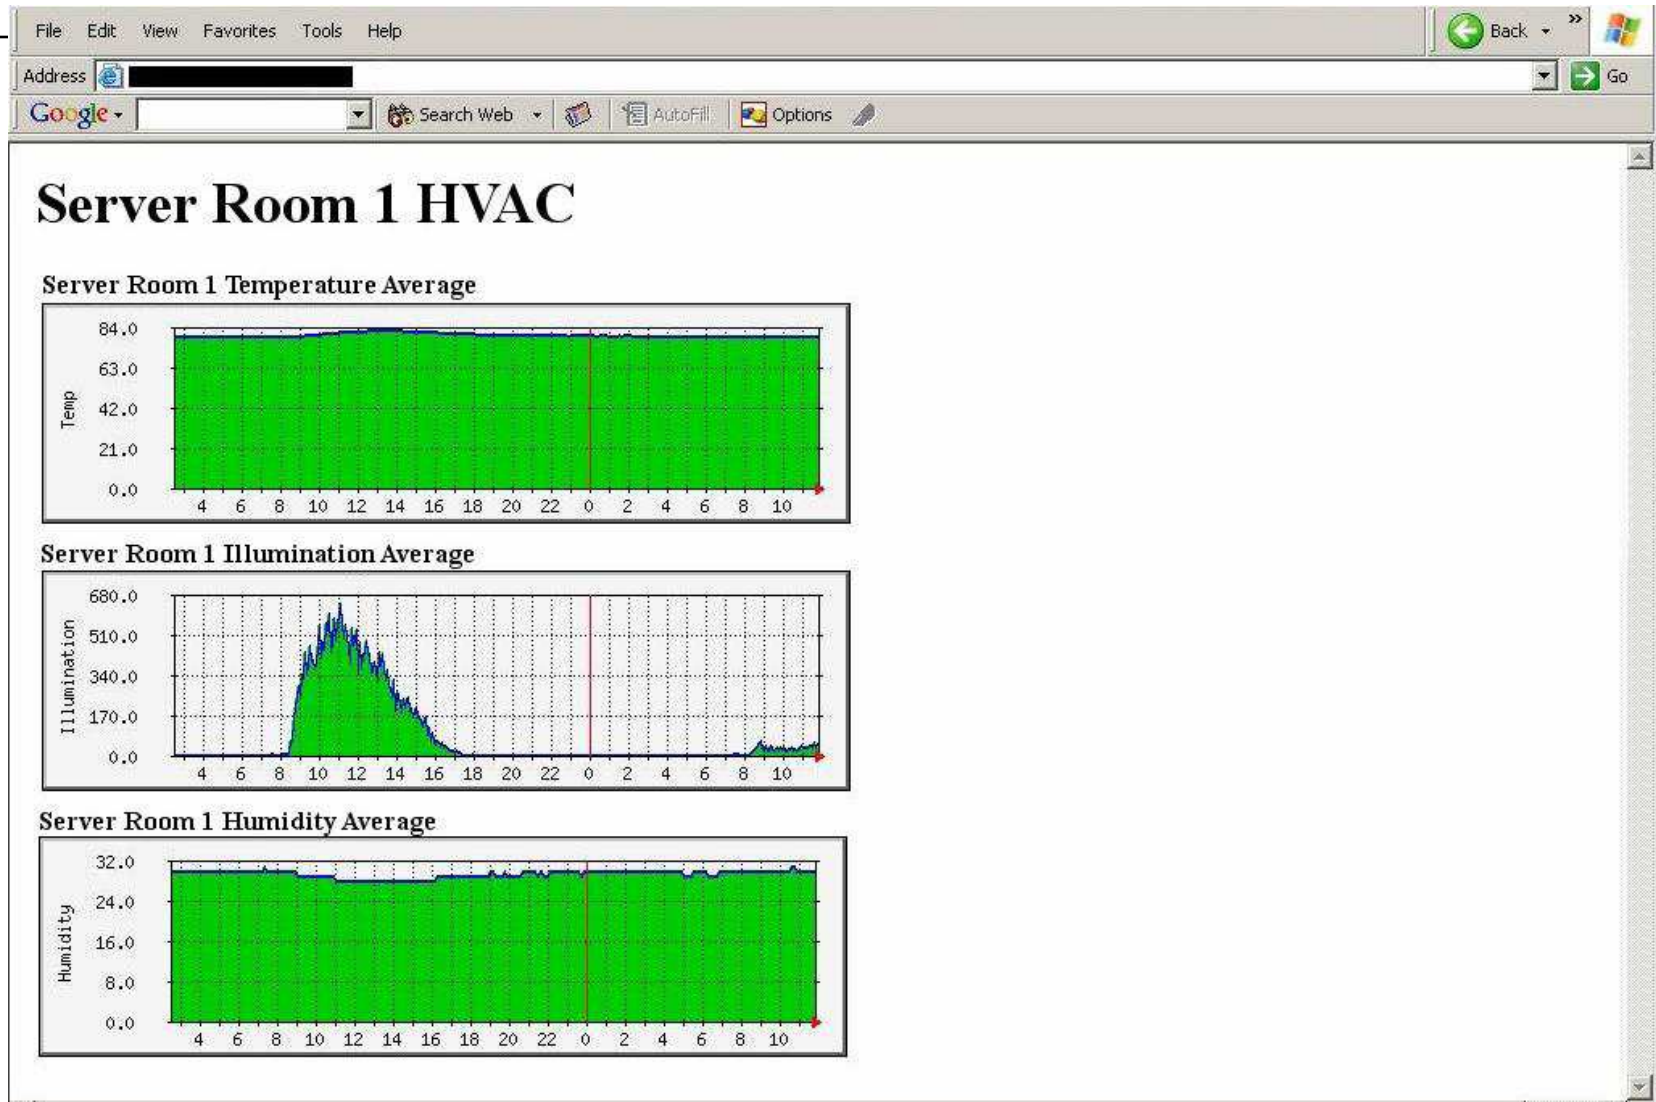 File Edit View Favorites Tools Help Back »
Address Go
Google Search Web AutoFill Options
Server Room 1 HVAC
Server Room 1 Temperature Average
84.0
63.0
42.0
21.0
0.0
Temp
4 6 8 10 12 14 16 18 20 22 0 2 4 6 8 10
Server Room 1 Illumination Average
680.0
510.0
340.0
170.0
0.0
Illumination
4 6 8 10 12 14 16 18 20 22 0 2 4 6 8 10
Server Room 1 Humidity Average
32.0
24.0
16.0
8.0
0.0
Humidity
4 6 8 10 12 14 16 18 20 22 0 2 4 6 8 10